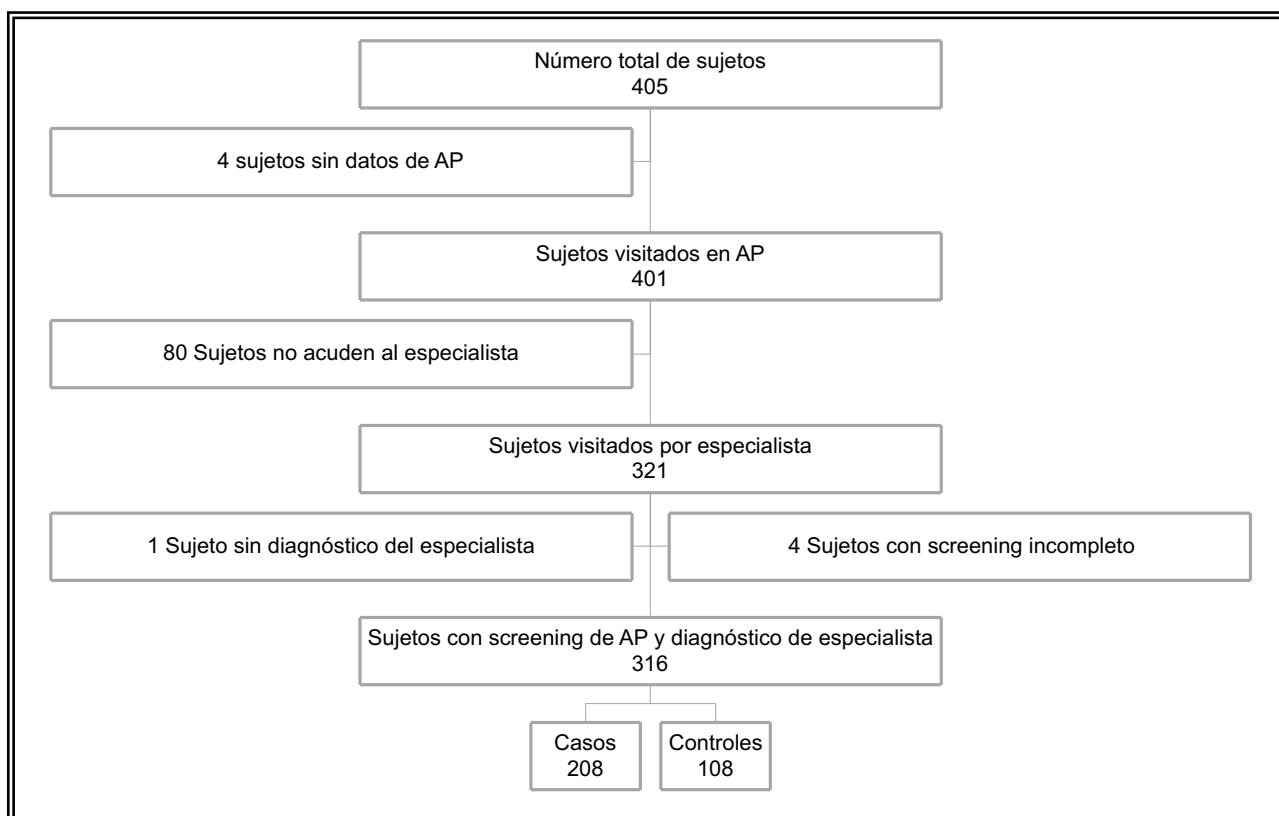 Número total de sujetos
405
4 sujetos sin datos de AP
Sujetos visitados en AP
401
80 Sujetos no acuden al especialista
Sujetos visitados por especialista
321
1 Sujeto sin diagnóstico del especialista
4 Sujetos con screening incompleto
Sujetos con screening de AP y diagnóstico de especialista
316
Casos
208
Controles
108